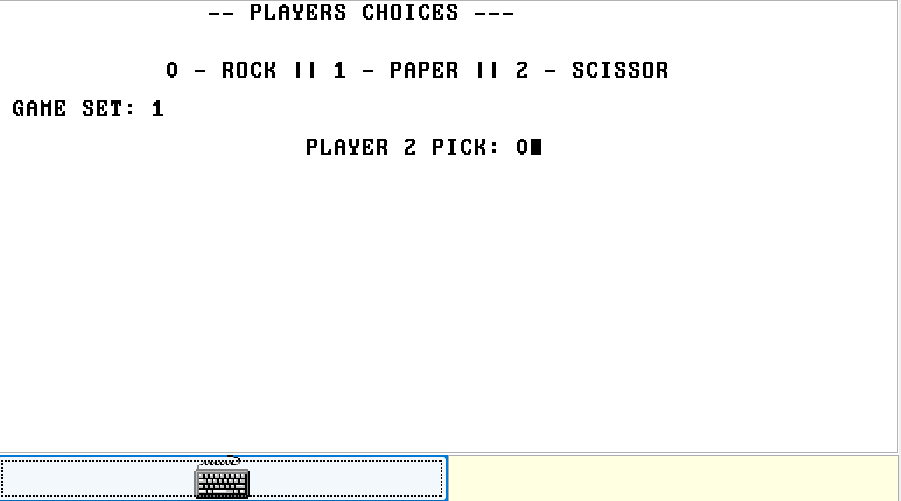 -- PLAYERS CHOICES ---
0 - ROCK || 1 - PAPER || 2 - SCISSOR
GAME SET: 1
PLAYER 2 PICK: 0